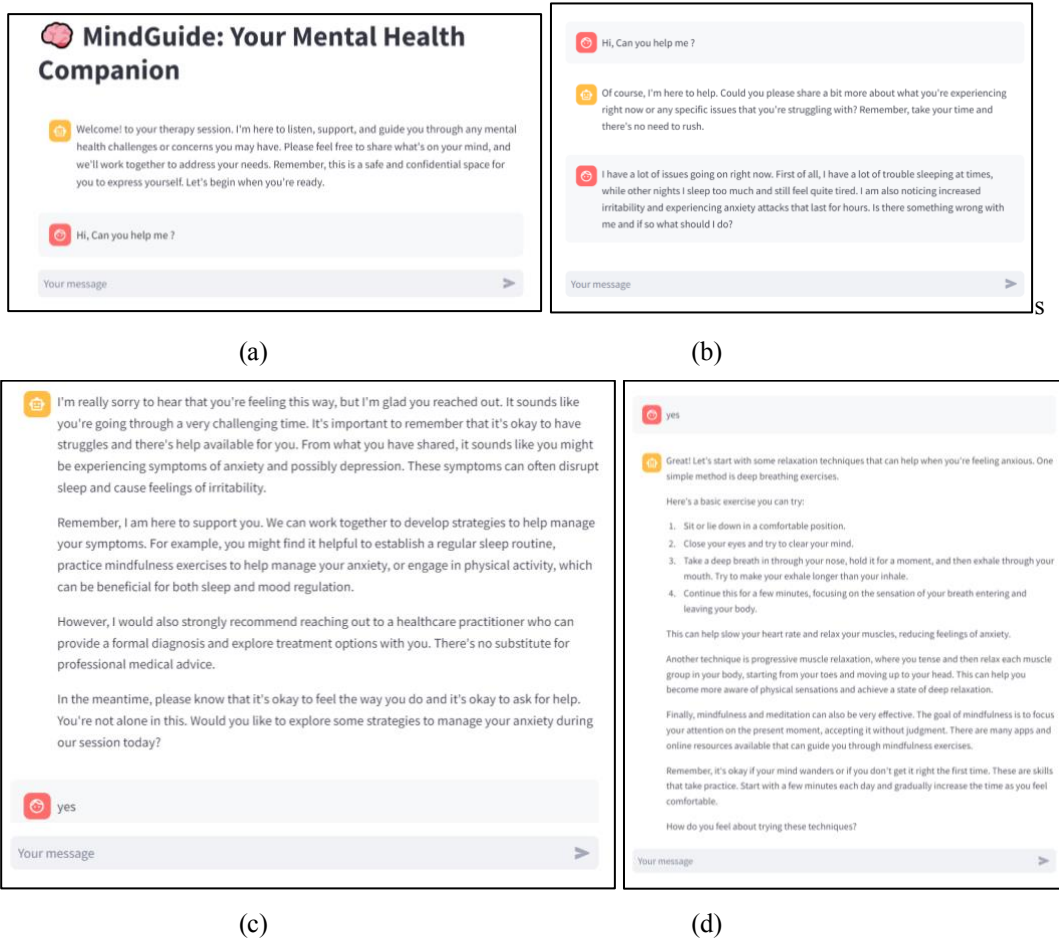 🧠 MindGuide: Your Mental Health
Companion
Welcome! to your therapy session. I'm here to listen, support, and guide you through any mental
health challenges or concerns you may have. Please feel free to share what's on your mind, and
we'll work together to address your needs. Remember, this is a safe and confidential space for
you to express yourself. Let's begin when you're ready.
Hi, Can you help me ?
Your message
(a)
Hi, Can you help me ?
Of course, I'm here to help. Could you please share a bit more about what you're experiencing
right now or any specific issues that you're struggling with? Remember, take your time and
there's no need to rush.
I have a lot of issues going on right now. First of all, I have a lot of trouble sleeping at times,
while other nights I sleep too much and still feel quite tired. I am also noticing increased
irritability and experiencing anxiety attacks that last for hours. Is there something wrong with
me and if so what should I do?
Your message
s
(b)
I'm really sorry to hear that you're feeling this way, but I'm glad you reached out. It sounds like
you're going through a very challenging time. It's important to remember that it's okay to have
struggles and there's help available for you. From what you have shared, it sounds like you might
be experiencing symptoms of anxiety and possibly depression. These symptoms can often disrupt
sleep and cause feelings of irritability.
Remember, I am here to support you. We can work together to develop strategies to help manage
your symptoms. For example, you might find it helpful to establish a regular sleep routine,
practice mindfulness exercises to help manage your anxiety, or engage in physical activity, which
can be beneficial for both sleep and mood regulation.
However, I would also strongly recommend reaching out to a healthcare practitioner who can
provide a formal diagnosis and explore treatment options with you. There's no substitute for
professional medical advice.
In the meantime, please know that it's okay to feel the way you do and it's okay to ask for help.
You're not alone in this. Would you like to explore some strategies to manage your anxiety during
our session today?
yes
Your message
(c)
yes
Great! Let's start with some relaxation techniques that can help when you're feeling anxious. One
simple method is deep breathing exercises.
Here's a basic exercise you can try:
1. Sit or lie down in a comfortable position.
2. Close your eyes and try to clear your mind.
3. Take a deep breath in through your nose, hold it for a moment, and then exhale through your
mouth. Try to make your exhale longer than your inhale.
4. Continue this for a few minutes, focusing on the sensation of your breath entering and
leaving your body.
This can help slow your heart rate and relax your muscles, reducing feelings of anxiety.
Another technique is progressive muscle relaxation, where you tense and then relax each muscle
group in your body, starting from your toes and moving up to your head. This can help you
become more aware of physical sensations and achieve a state of deep relaxation.
Finally, mindfulness and meditation can also be very effective. The goal of mindfulness is to focus
your attention on the present moment, accepting it without judgment. There are many apps and
online resources available that can guide you through mindfulness exercises.
Remember, it's okay if your mind wanders or if you don't get it right the first time. These are skills
that take practice. Start with a few minutes each day and gradually increase the time as you feel
comfortable.
How do you feel about trying these techniques?
Your message
(d)